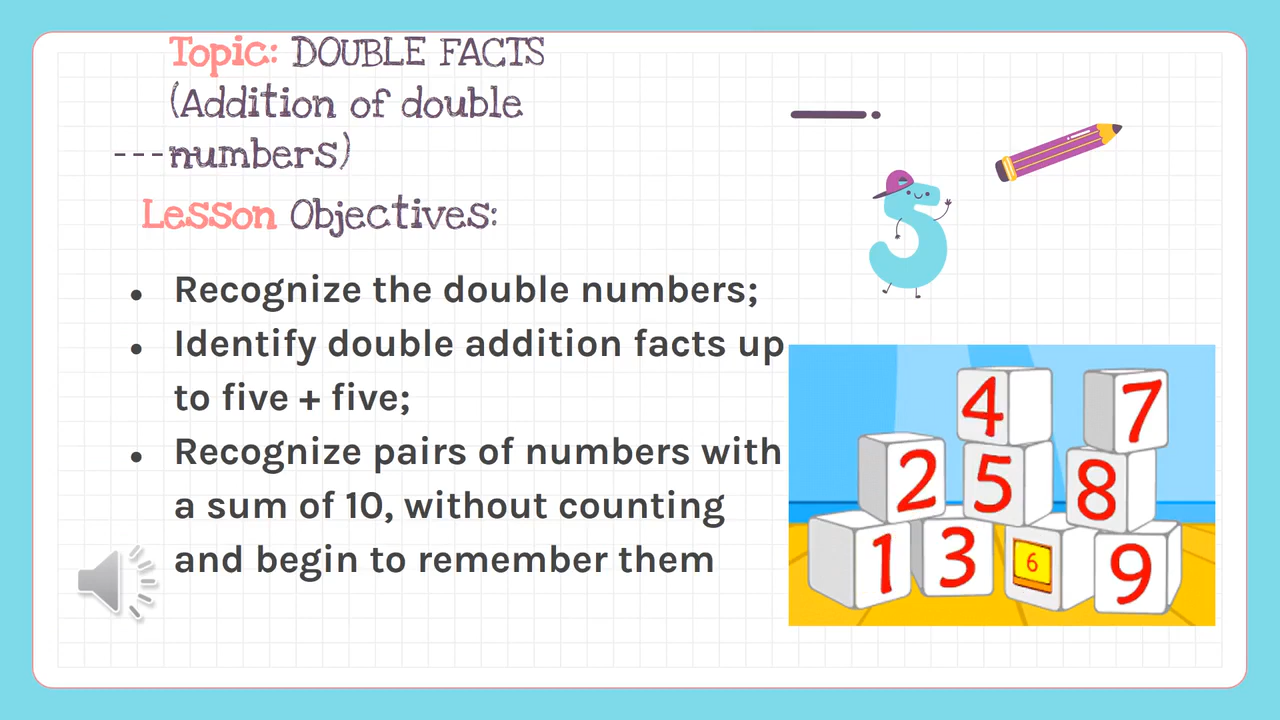 Topic: DOUBLE FACTS
(Addition of double
---numbers)
Lesson Objectives:
• Recognize the double numbers;
• Identify double addition facts up
to five + five;
• Recognize pairs of numbers with
a sum of 10, without counting
and begin to remember them
5
4 7
2 5 8
1 3 6 9